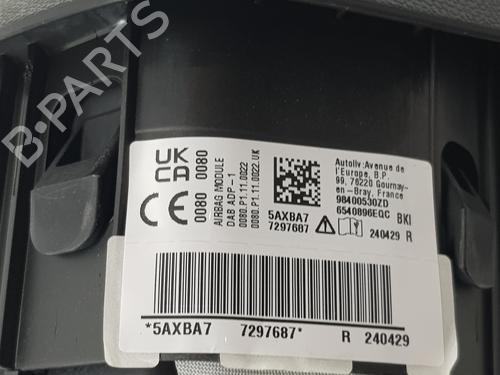 B-PARTS
UK
CA
0080
0080
AIRBAG MODULE
DAB ADP-1
0080.P1.11.0022
0080.P1.11.0022.UK
CE
5AXBA7
7297687
Autoliv:Avenue de
l'Europe, B.P.
99, 76220 Gournay-
en-Bray, France
98400530ZD
6540896EQC BKI
240429 R
*5AXBA7 7297687* R 240429